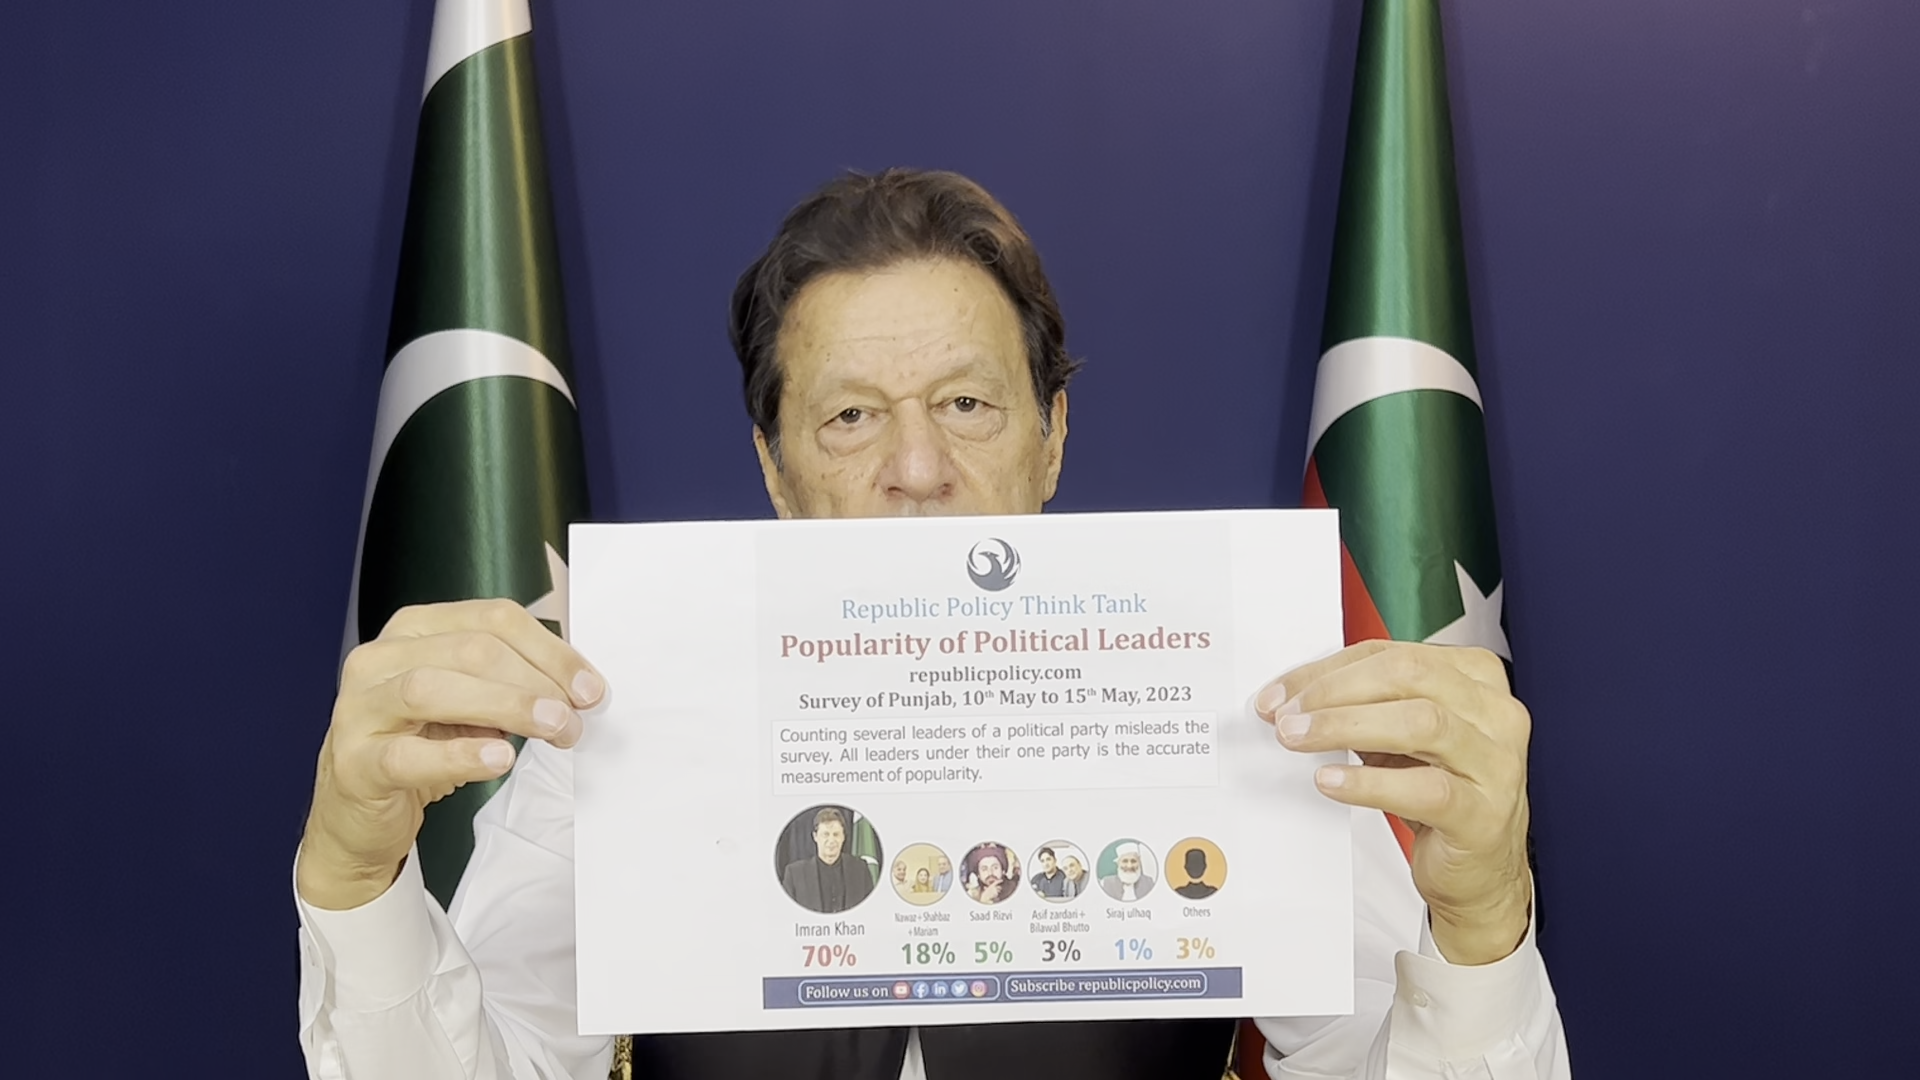 Republic Policy Think Tank
Popularity of Political Leaders
republicpolicy.com
Survey of Punjab, 10th May to 15th May, 2023
Counting several leaders of a political party misleads the
survey. All leaders under their one party is the accurate
measurement of popularity.
Imran Khan
70%
Nawaz+Shahbaz
+Mariam
18%
Saad Rizvi
5%
Asif zardari+
Bilawal Bhutto
3%
Siraj ulhaq
1%
Others
3%
Follow us on
Subscribe republicpolicy.com